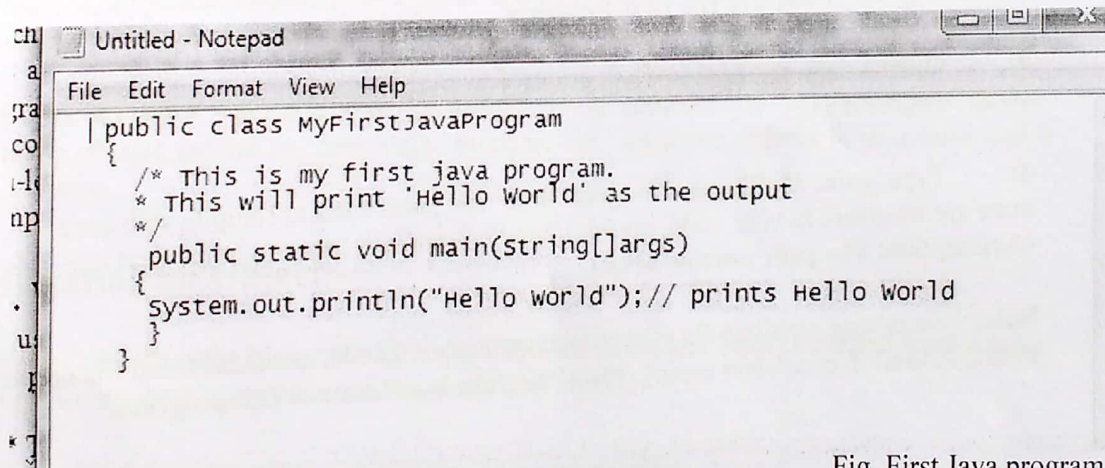 Untitled - Notepad
File Edit Format View Help
public class MyFirstJavaProgram
{
/* This is my first java program.
* This will print 'Hello World' as the output
*/
public static void main(String[]args)
{
System.out.println("Hello World");// prints Hello World
}
}
Fig. First Java program